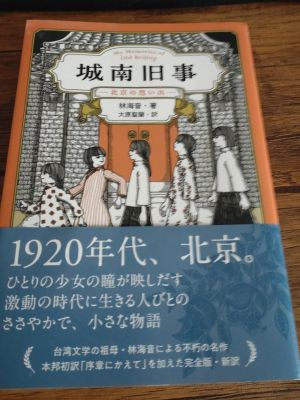 My Memories of
Old Beijing
城南旧事
北京の思い出
林海音・著
1920年代、北京。
ひとりの少女の瞳が映しだす
激動の時代に生きる人びとの
ささやかで、小さな物語
台湾文学の祖母・林海音による不朽の名作
本邦初訳「序章にかえて」を加えた完全版・新訳